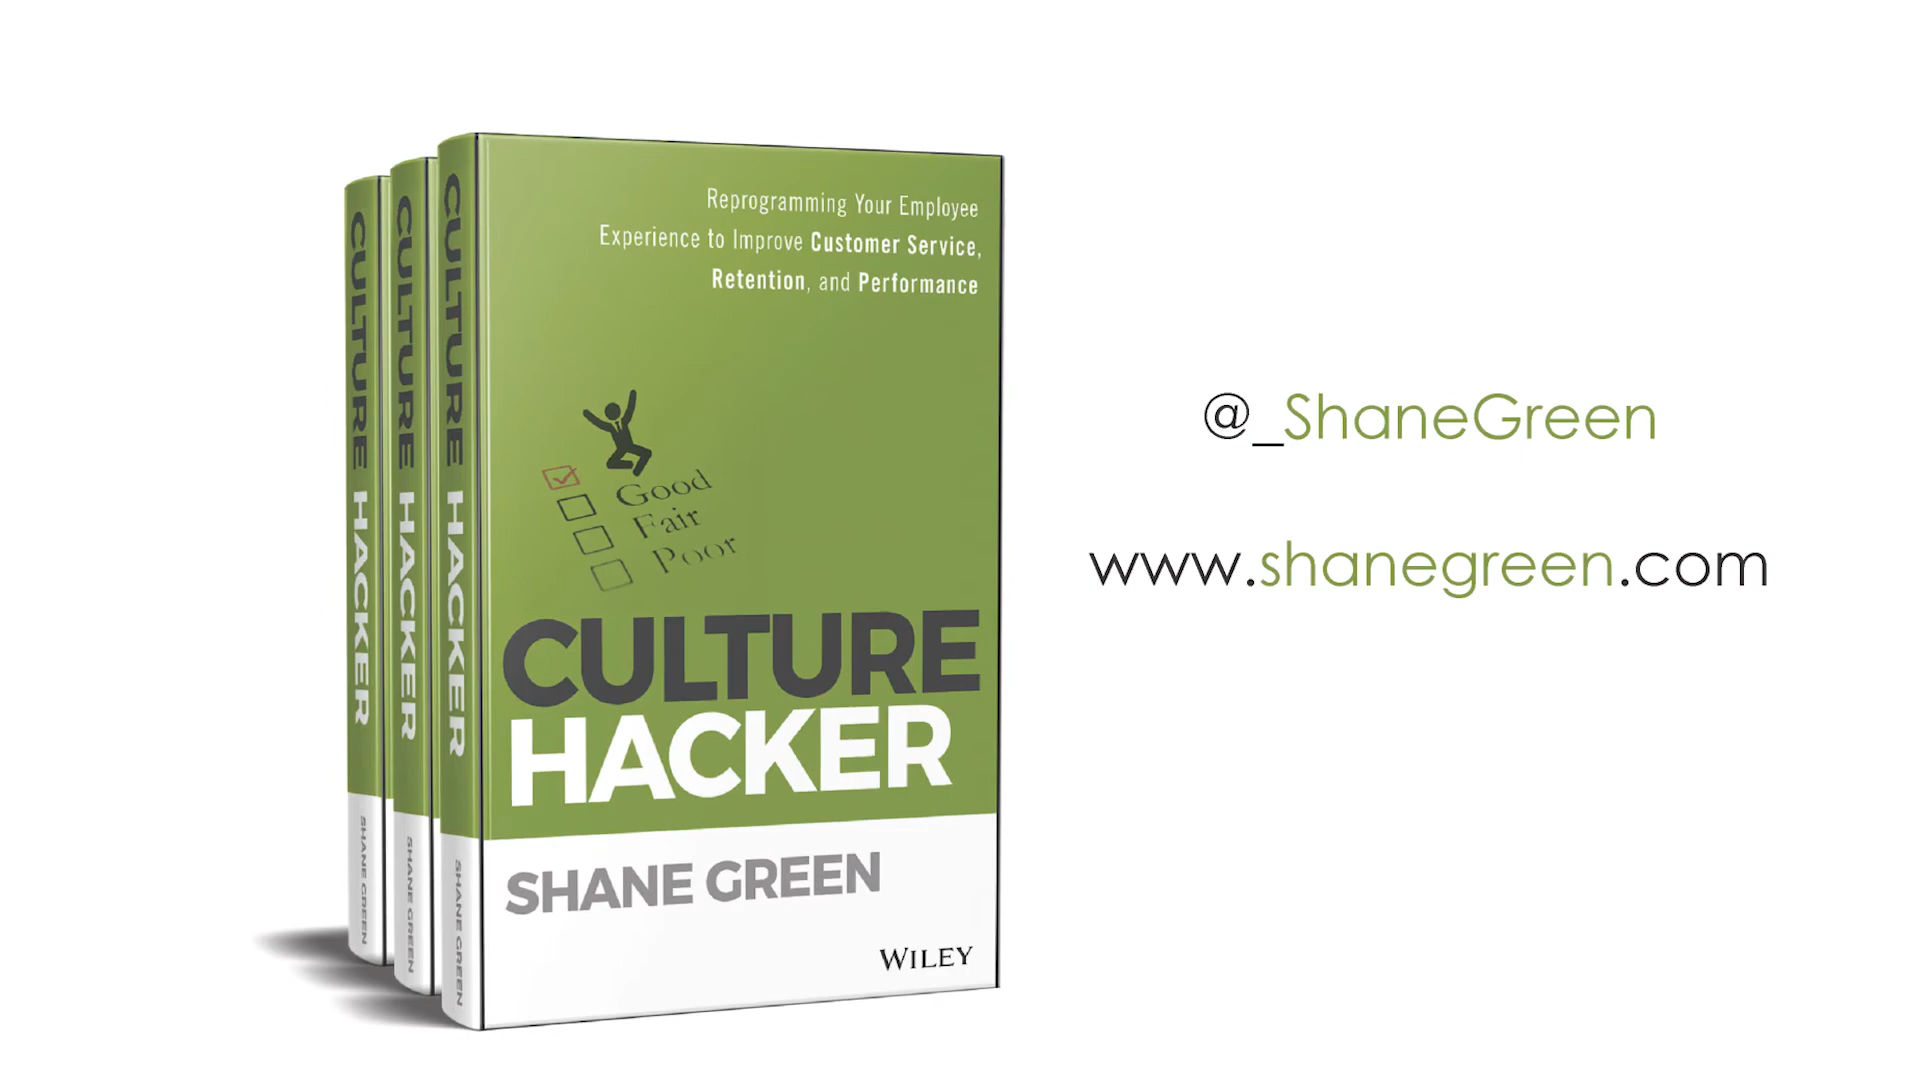 CULTURE HACKER SHANE GREEN
CULTURE HACKER SHANE GREEN
CULTURE HACKER SHANE GREEN
Reprogramming Your Employee
Experience to Improve Customer Service,
Retention, and Performance
Good
Fair
Poor
CULTURE
HACKER
SHANE GREEN
WILEY
@_ShaneGreen
www.shanegreen.com